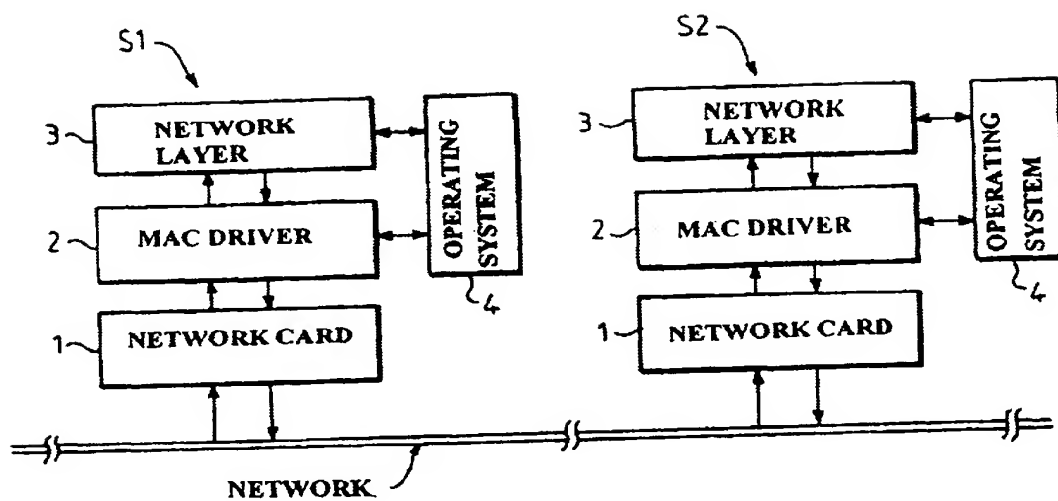 S1
3
NETWORK
LAYER
OPERATING
SYSTEM
2
MAC DRIVER
4
1
NETWORK CARD
S2
3
NETWORK
LAYER
OPERATING
SYSTEM
2
MAC DRIVER
4
1
NETWORK CARD
NETWORK